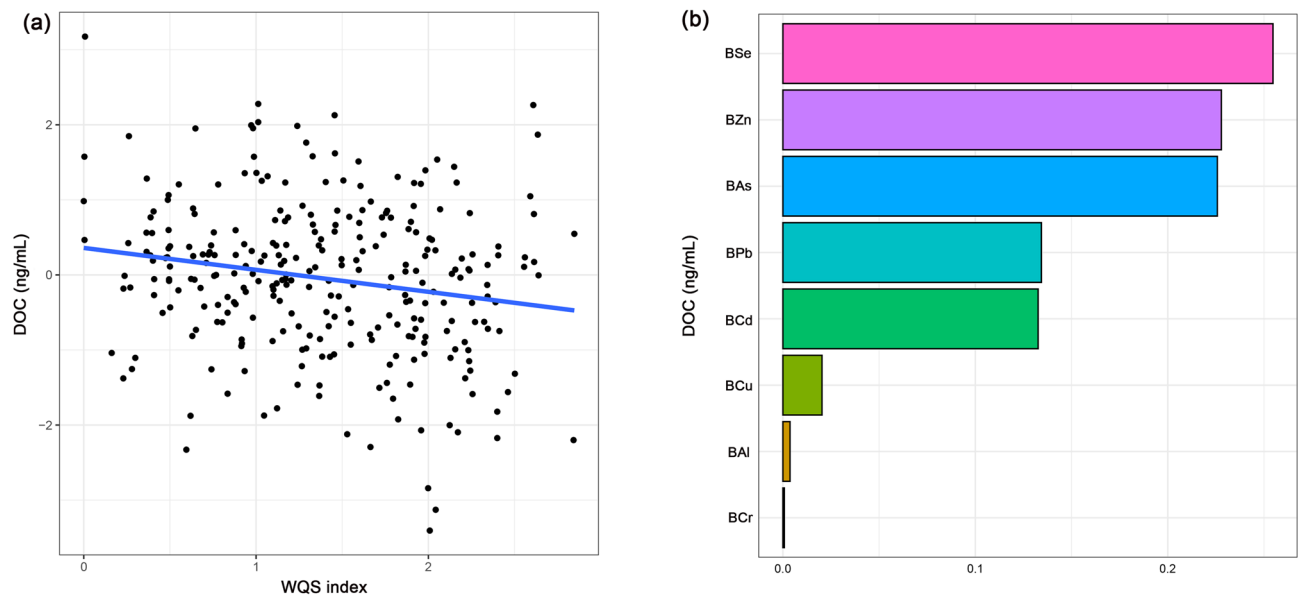 (a)
DOC (ng/mL)
2
0
−2
0
1
2
WQS index
(b)
DOC (ng/mL)
BSe
BZn
BAs
BPb
BCd
BCu
BAl
BCr
0.0
0.1
0.2